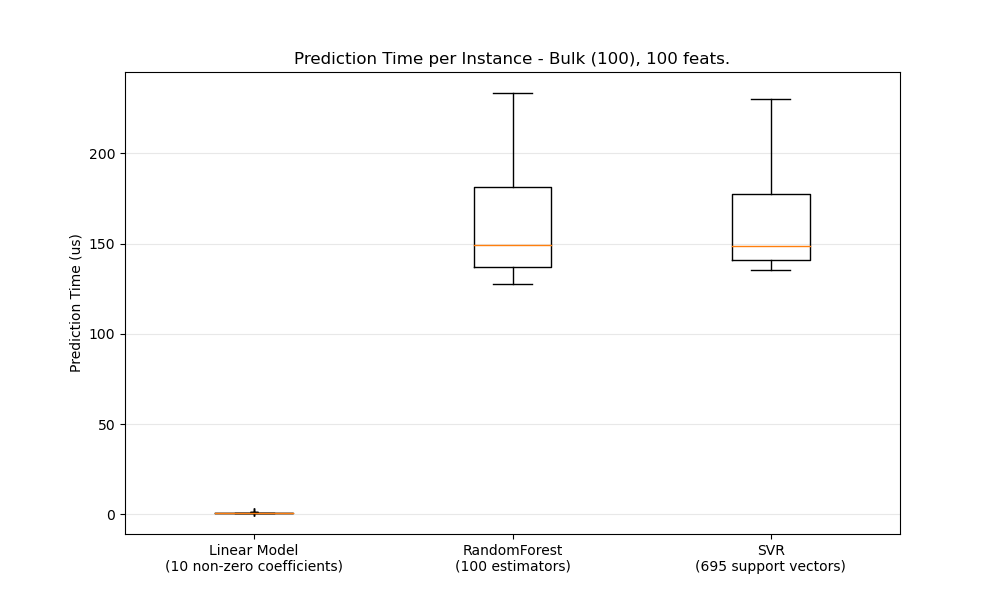 Prediction Time per Instance - Bulk (100), 100 feats.
Prediction Time (us)
200
150
100
50
0
Linear Model
(10 non-zero coefficients)
RandomForest
(100 estimators)
SVR
(695 support vectors)